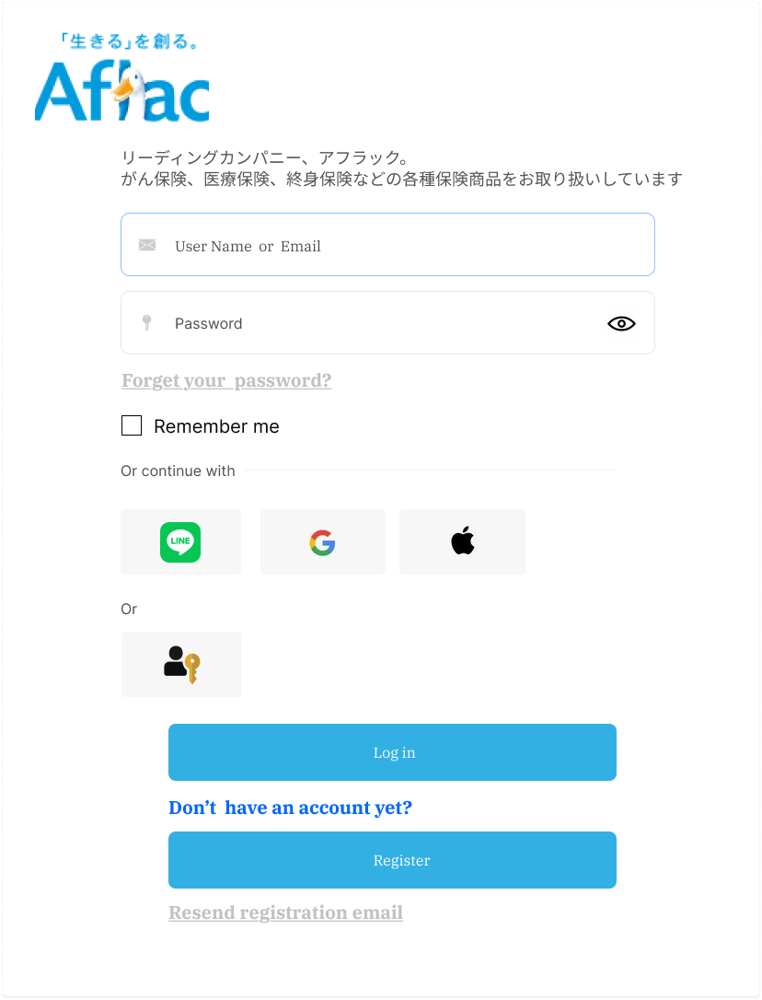 「生きる」を創る。
Aflac
リーディングカンパニー、アフラック。
がん保険、医療保険、終身保険などの各種保険商品をお取り扱いしています
User Name or Email
Password
Forget your password?
Remember me
Or continue with
LINE
Or
Log in
Don't have an account yet?
Register
Resend registration email